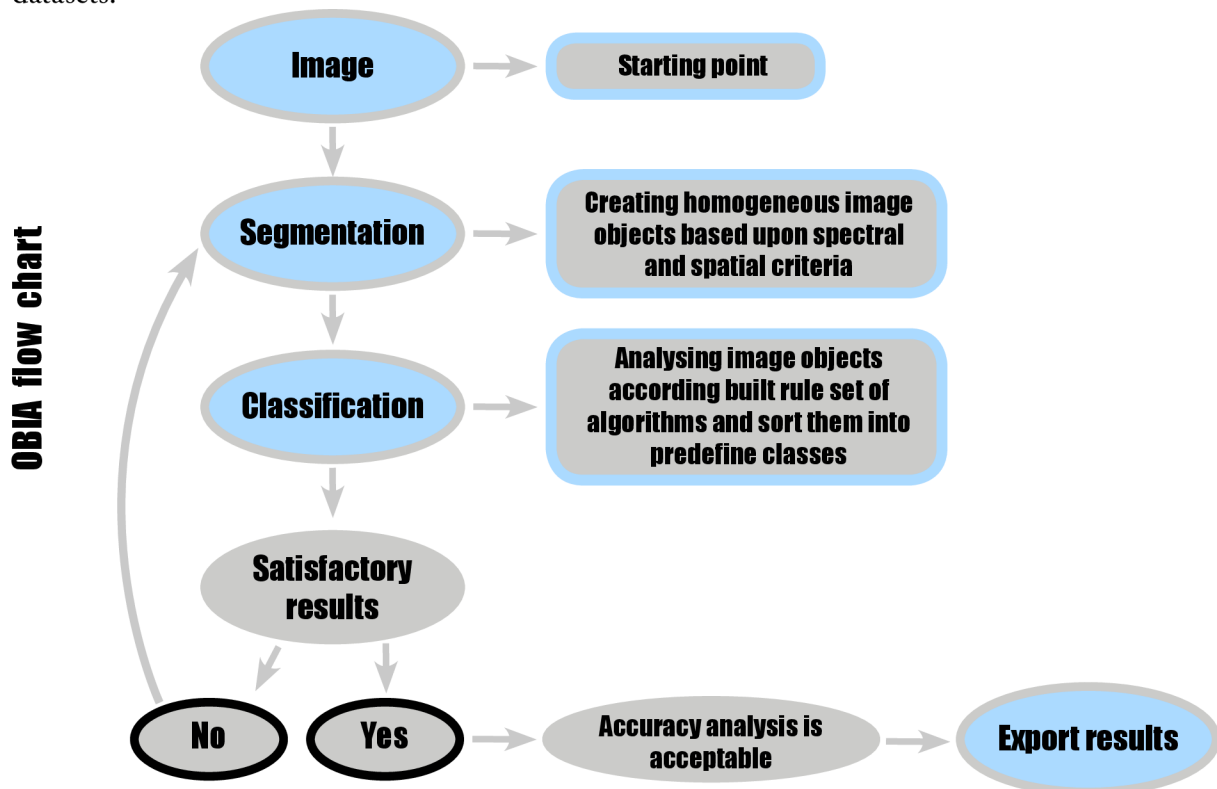 datasets.
Image
Starting point
OBIA flow chart
Segmentation
Creating homogeneous image
objects based upon spectral
and spatial criteria
Classification
Analysing image objects
according built rule set of
algorithms and sort them into
predefine classes
Satisfactory
results
No
Yes
Accuracy analysis is
acceptable
Export results